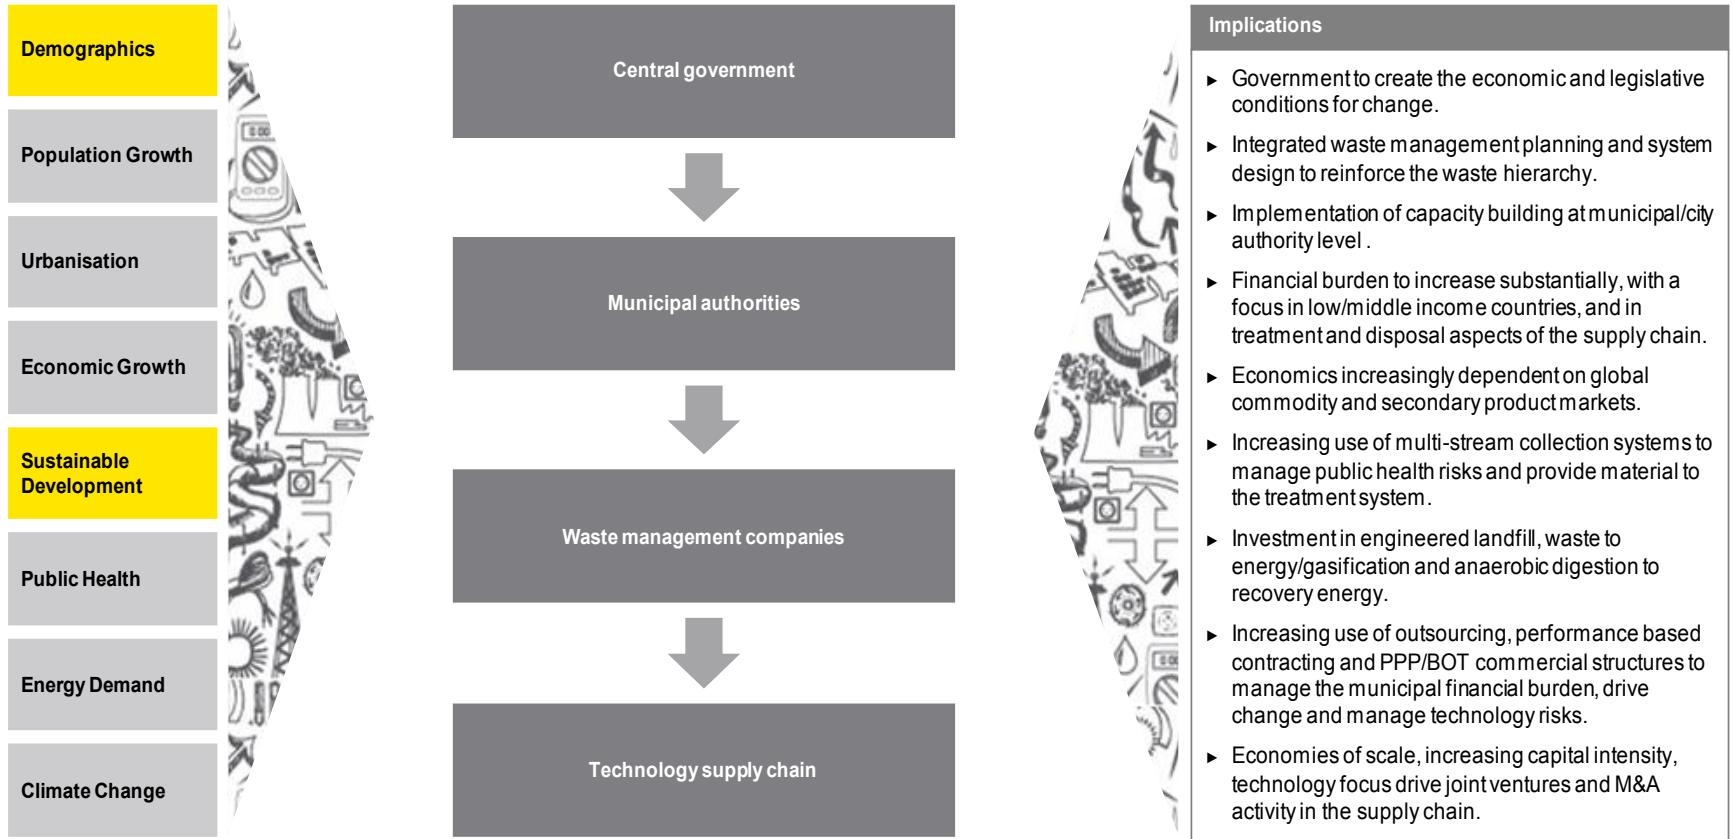 Demographics
Population Growth
Urbanisation
Economic Growth
Sustainable
Development
Public Health
Energy Demand
Climate Change
Central government
Municipal authorities
Waste management companies
Technology supply chain
Implications
► Government to create the economic and legislative
conditions for change.
► Integrated waste management planning and system
design to reinforce the waste hierarchy.
► Implementation of capacity building at municipal/city
authority level .
► Financial burden to increase substantially, with a
focus in low/middle income countries, and in
treatment and disposal aspects of the supply chain.
► Economics increasingly dependent on global
commodity and secondary product markets.
► Increasing use of multi-stream collection systems to
manage public health risks and provide material to
the treatment system.
► Investment in engineered landfill, waste to
energy/gasification and anaerobic digestion to
recovery energy.
► Increasing use of outsourcing, performance based
contracting and PPP/BOT commercial structures to
manage the municipal financial burden, drive
change and manage technology risks.
► Economies of scale, increasing capital intensity,
technology focus drive joint ventures and M&A
activity in the supply chain.